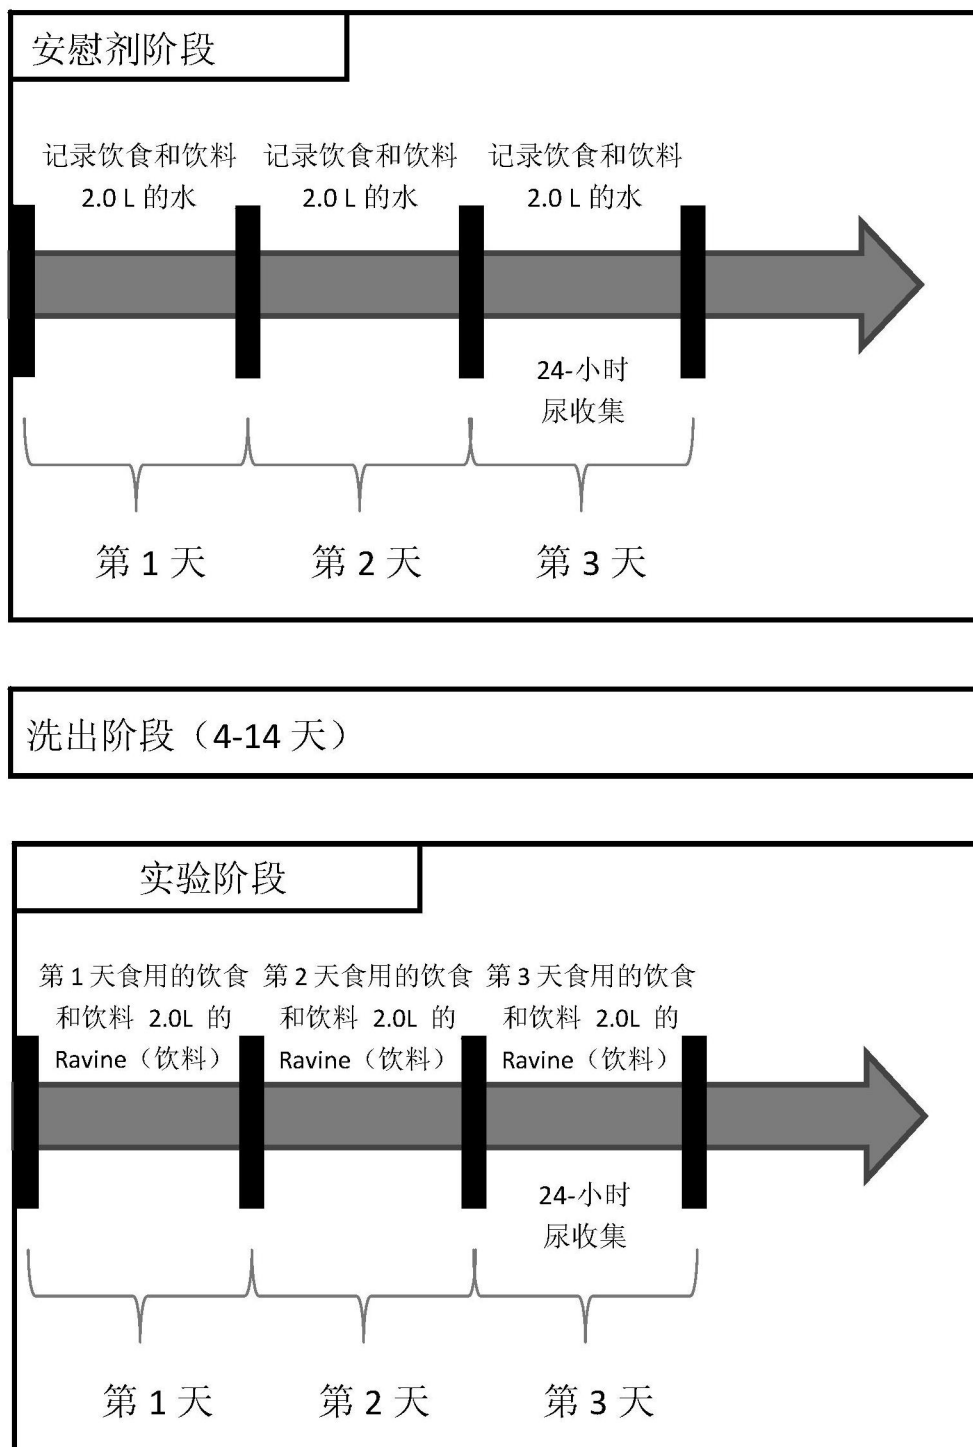 安慰剂阶段
记录饮食和饮料
2.0 L 的水
记录饮食和饮料
2.0 L 的水
记录饮食和饮料
2.0 L 的水
24-小时
尿收集
第 1 天
第 2 天
第 3 天
洗出阶段（4-14 天）
实验阶段
第 1 天食用的饮食
和饮料 2.0L 的
Ravine（饮料）
第 2 天食用的饮食
和饮料 2.0L 的
Ravine（饮料）
第 3 天食用的饮食
和饮料 2.0L 的
Ravine（饮料）
24-小时
尿收集
第 1 天
第 2 天
第 3 天